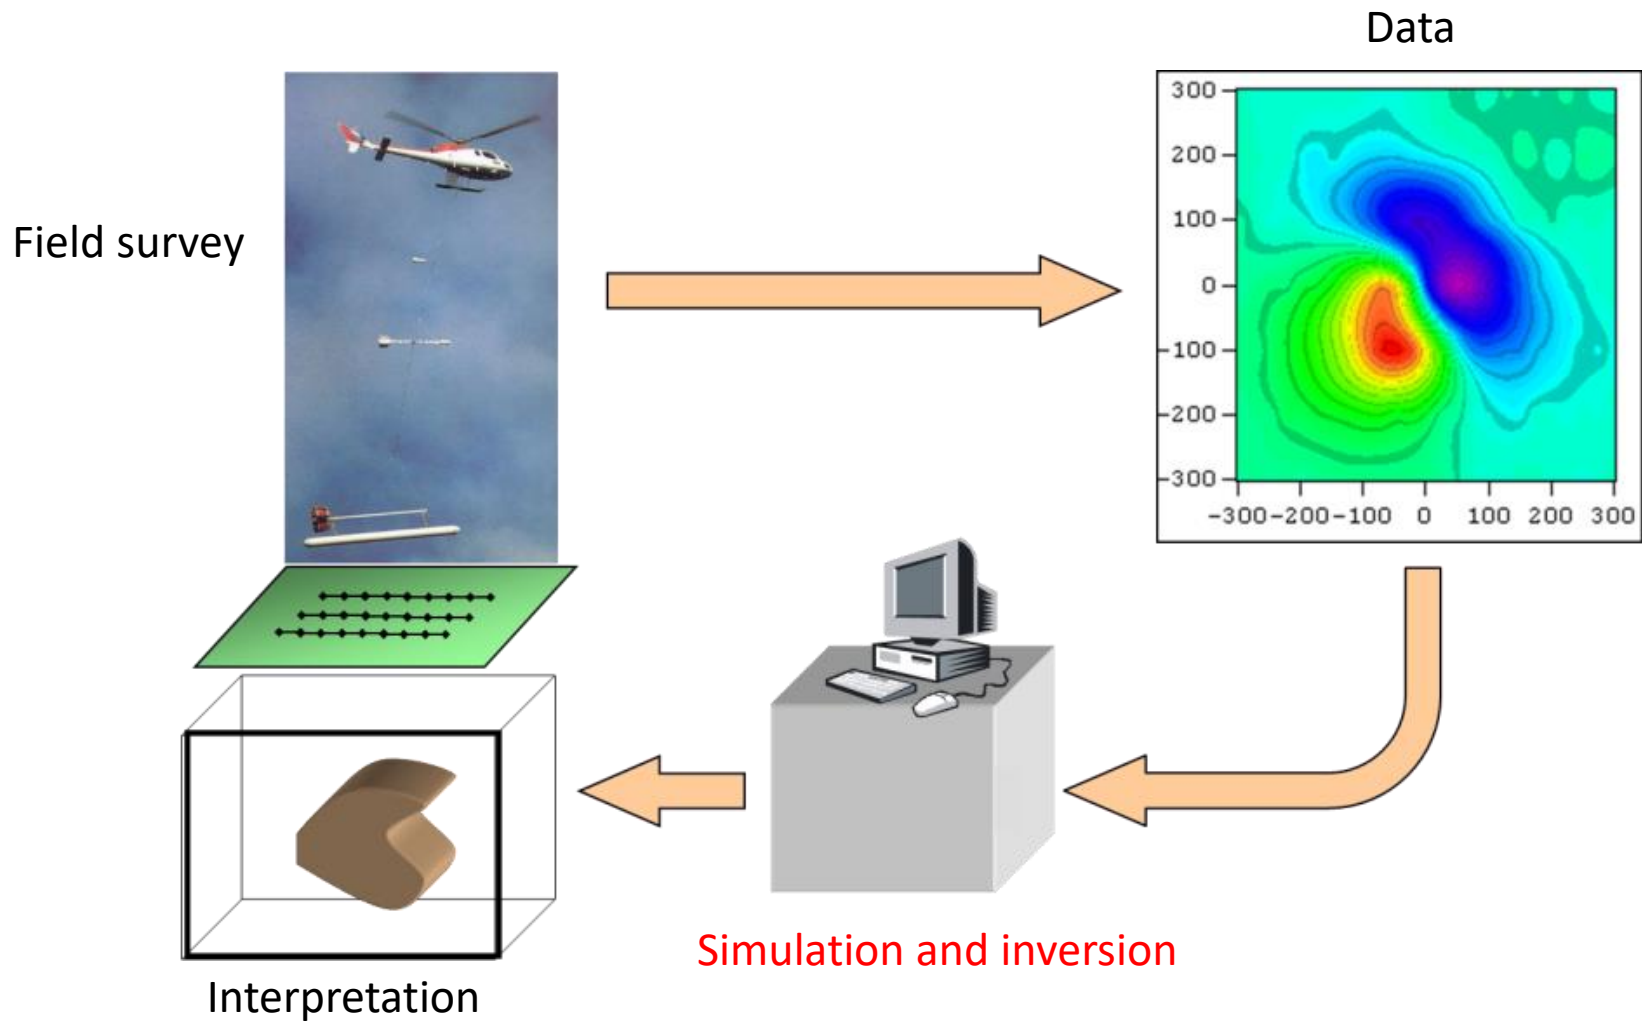 Data
Field survey
300
200
100
0
-100
-200
-300
-300-200-100 0 100 200 300
Simulation and inversion
Interpretation